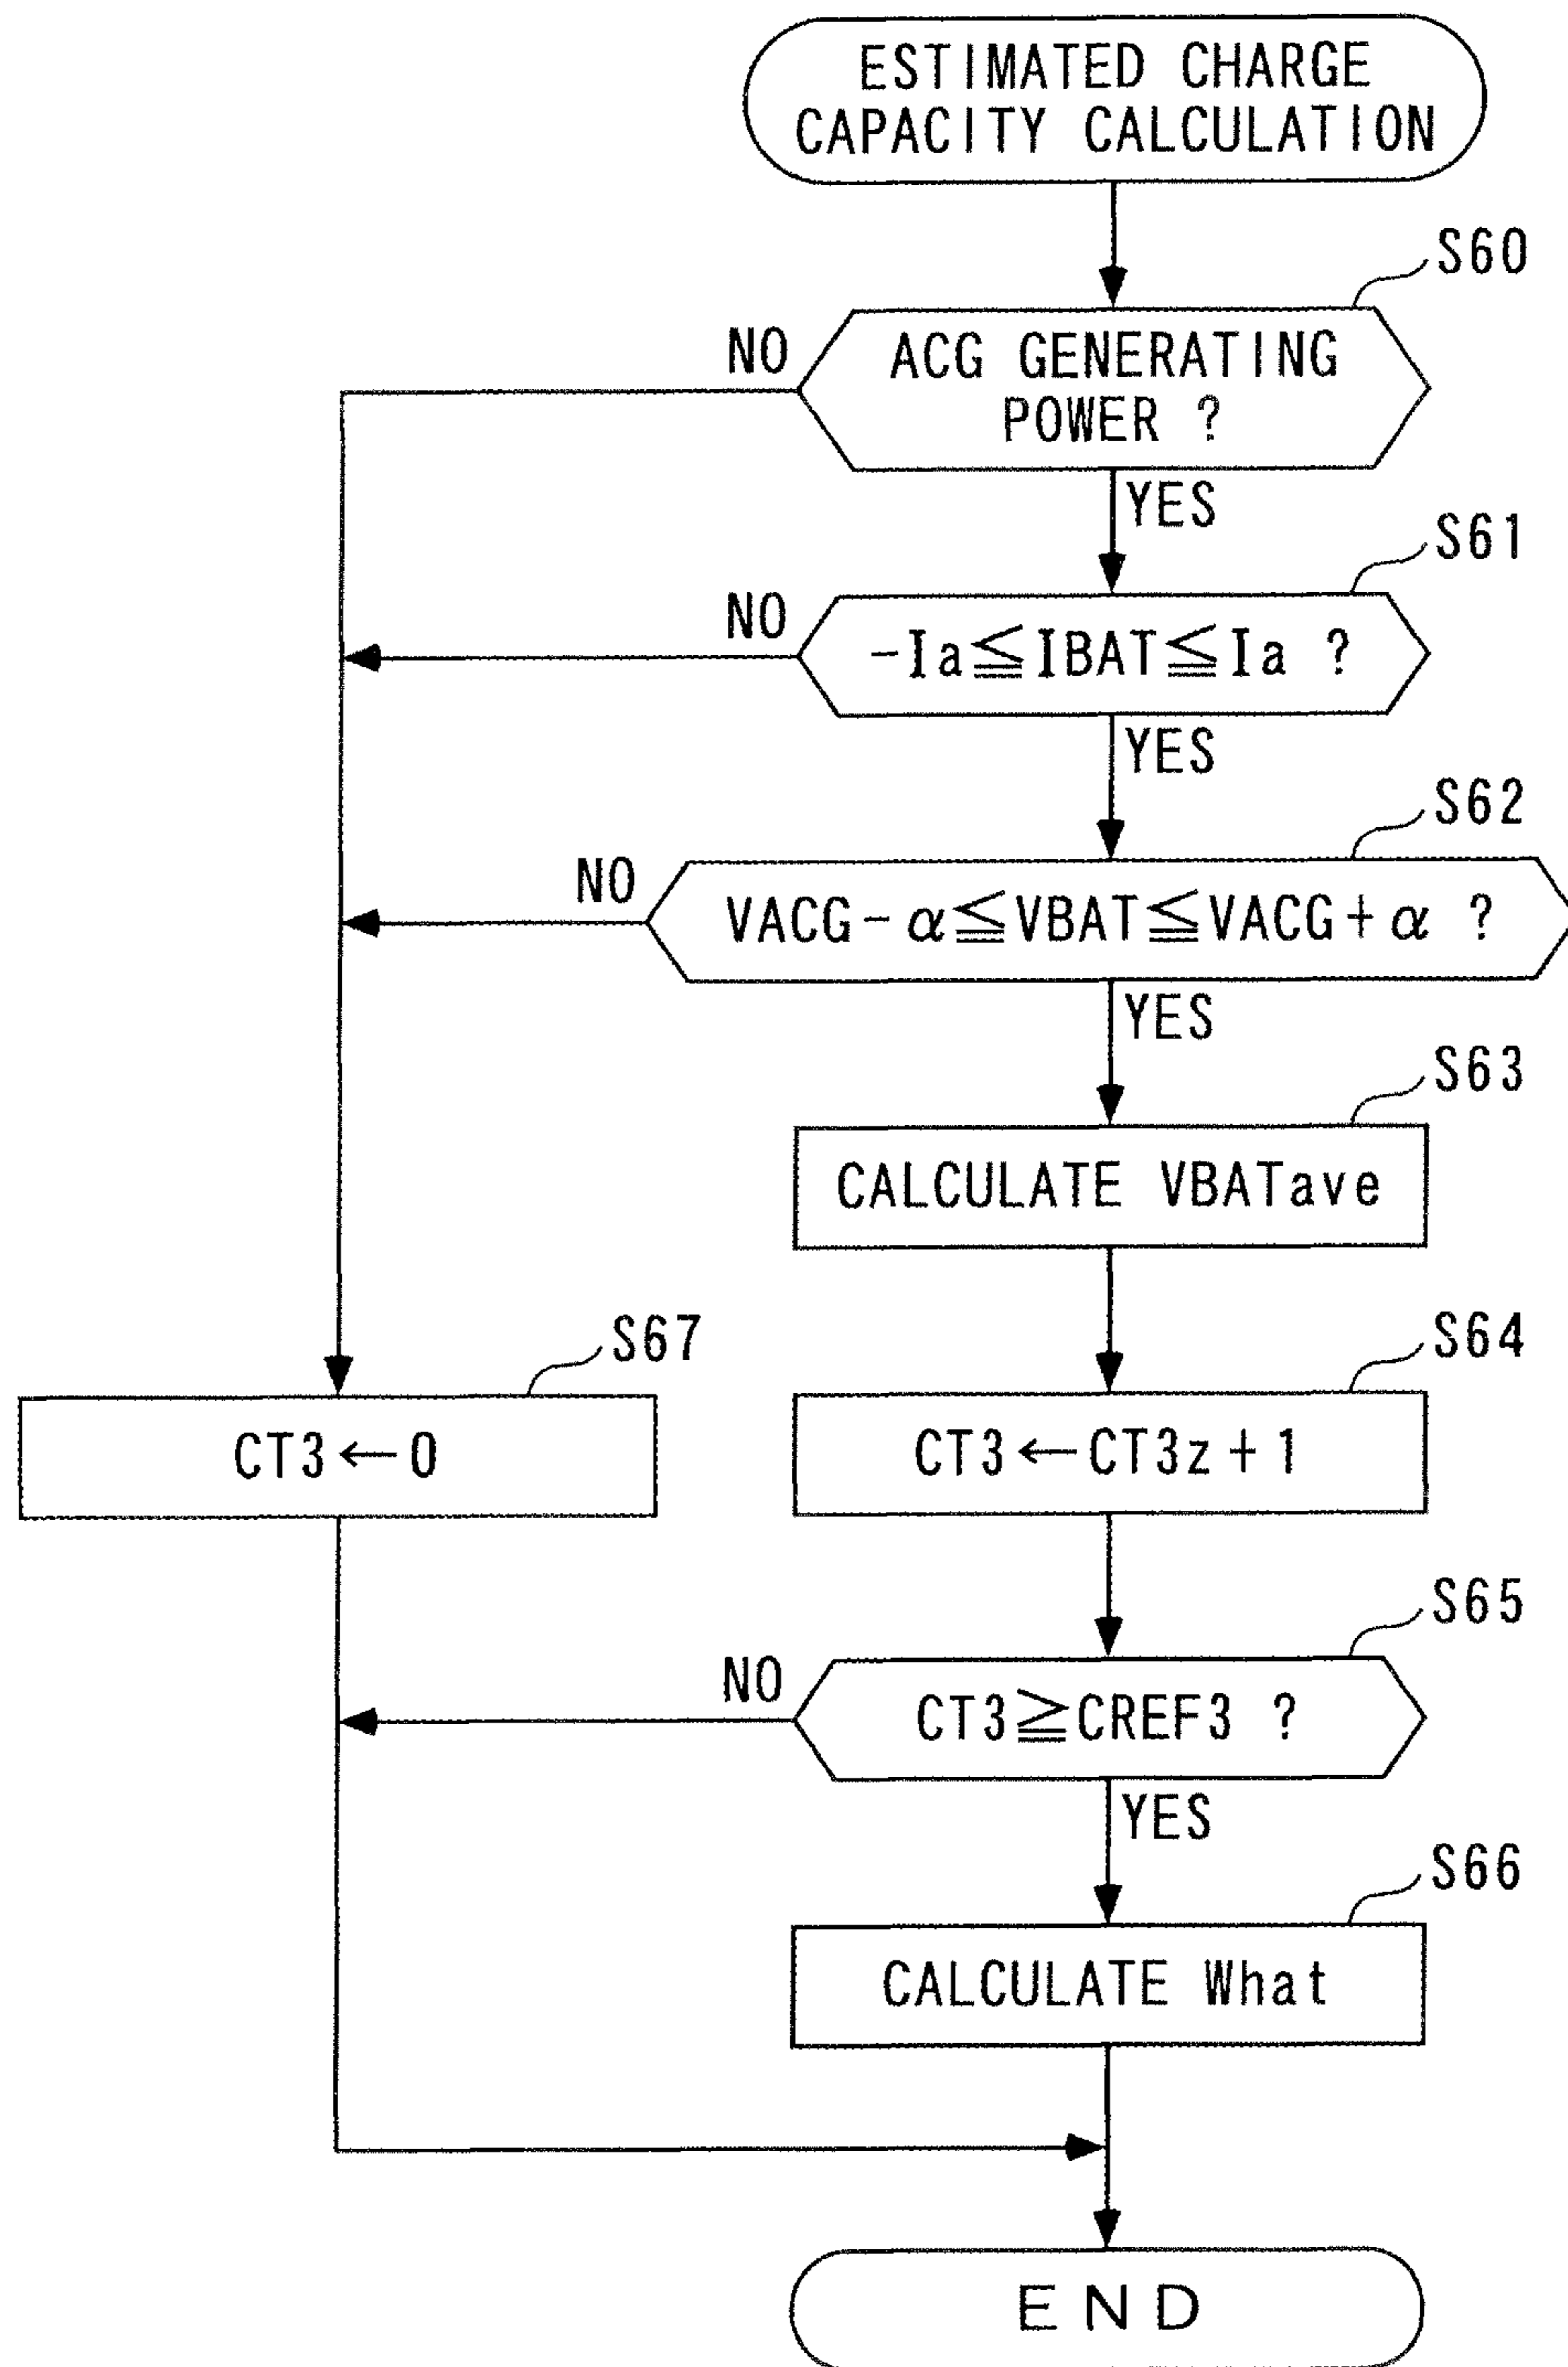 ESTIMATED CHARGE
CAPACITY CALCULATION
S60
NO
ACG GENERATING
POWER ?
YES
S61
NO
-Ia≦IBAT≦Ia ?
YES
S62
NO
VACG-α≦VBAT≦VACG+α ?
YES
S63
CALCULATE VBATave
S67
S64
CT3←0
CT3←CT3z+1
S65
NO
CT3≧CREF3 ?
YES
S66
CALCULATE What
END